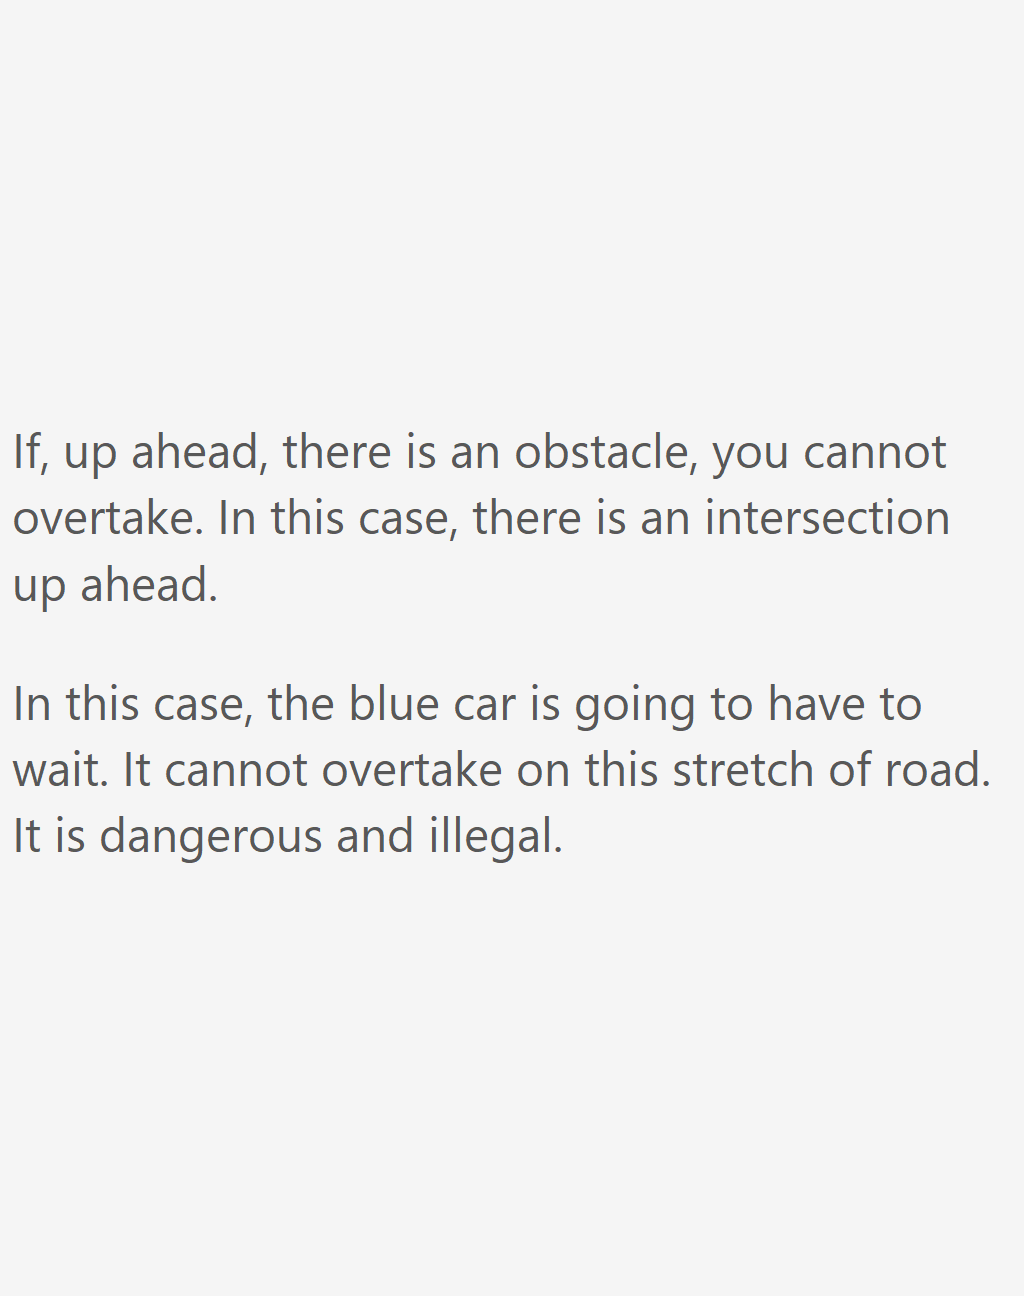 If, up ahead, there is an obstacle, you cannot
overtake. In this case, there is an intersection
up ahead.
In this case, the blue car is going to have to
wait. It cannot overtake on this stretch of road.
It is dangerous and illegal.